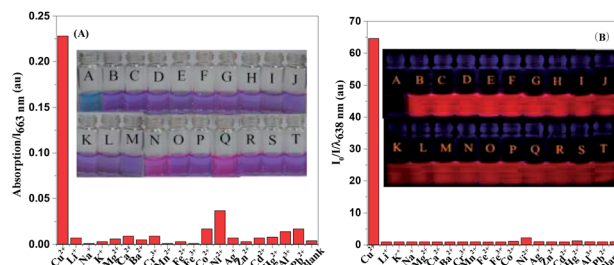 (A)
Absorption/I663 nm (au)
0.25
0.20
0.15
0.10
0.05
0.00
A B C D E F G H I J
K L M N O P Q R S T
Cu2+
Li+
Na+
K+
Mg2+
Ca2+
Ba2+
Cr3+
Mn2+
Fe2+
Fe3+
Co2+
Ni2+
Ag+
Zn2+
Cd2+
Hg2+
Al3+
Pb2+
Blank
(B)
I0/I/λ638 nm (au)
70
60
50
40
30
20
10
0
A B C D E F G H I J
K L M N O P Q R S T
Cu2+
Li+
K+
Na+
Mg2+
Ca2+
Ba2+
Cr3+
Mn2+
Co2+
Ni2+
Ag+
Zn2+
Cd2+
Hg2+
Al3+
Pb2+